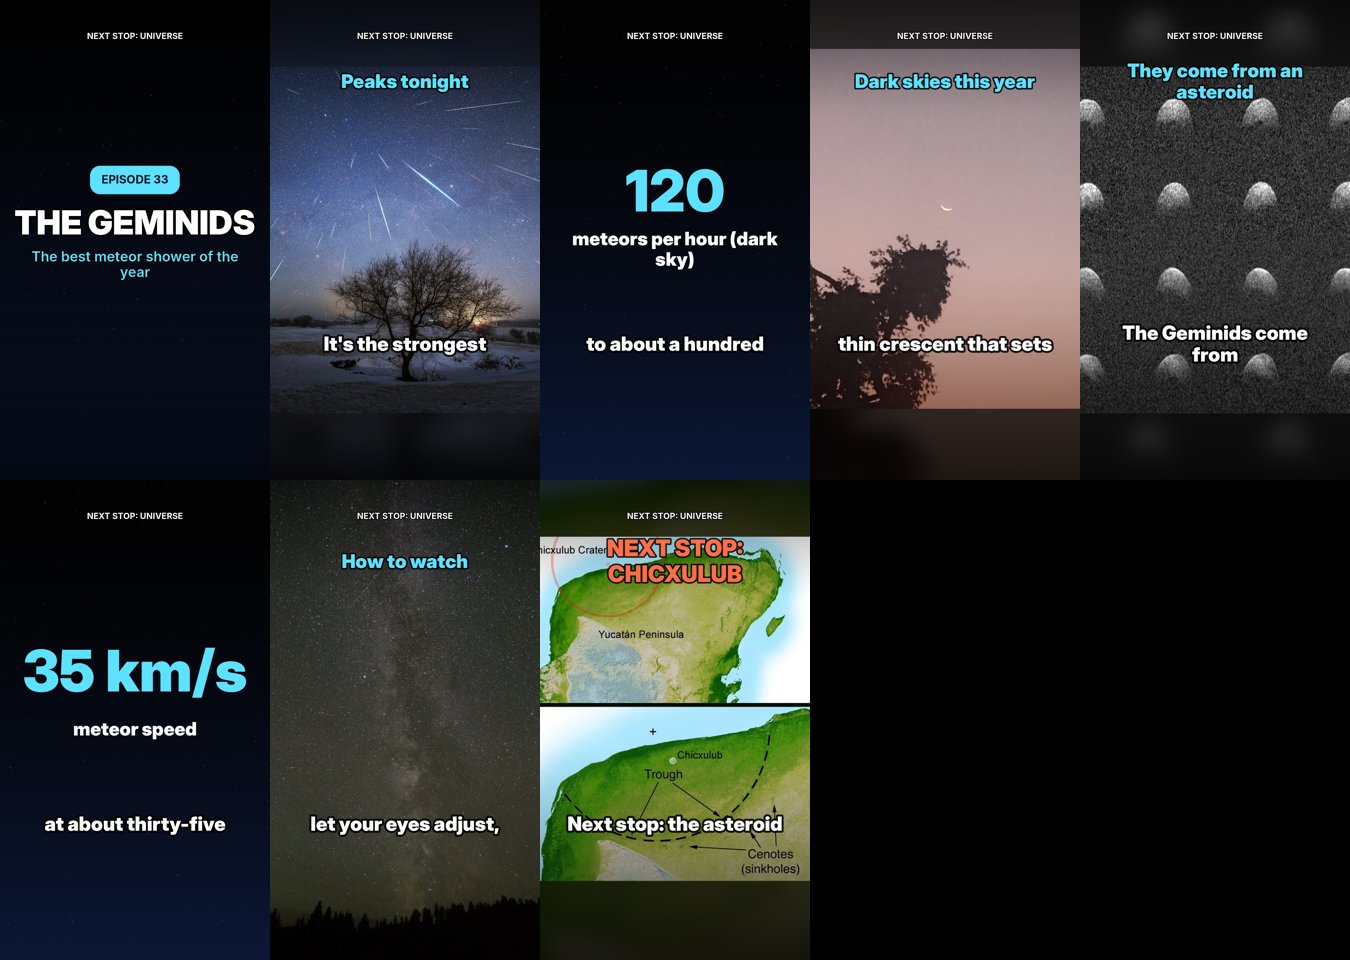 NEXT STOP: UNIVERSE
EPISODE 33
THE GEMINIDS
The best meteor shower of the
year
NEXT STOP: UNIVERSE
Peaks tonight
It's the strongest
NEXT STOP: UNIVERSE
120
meteors per hour (dark
sky)
to about a hundred
NEXT STOP: UNIVERSE
Dark skies this year
thin crescent that sets
NEXT STOP: UNIVERSE
They come from an
asteroid
The Geminids come
from
NEXT STOP: UNIVERSE
35 km/s
meteor speed
at about thirty-five
NEXT STOP: UNIVERSE
How to watch
let your eyes adjust,
NEXT STOP: UNIVERSE
NEXT STOP:
CHICXULUB
hicxulub Crater
Yucatán Peninsula
Chicxulub
Trough
Next stop: the asteroid
Cenotes
(sinkholes)